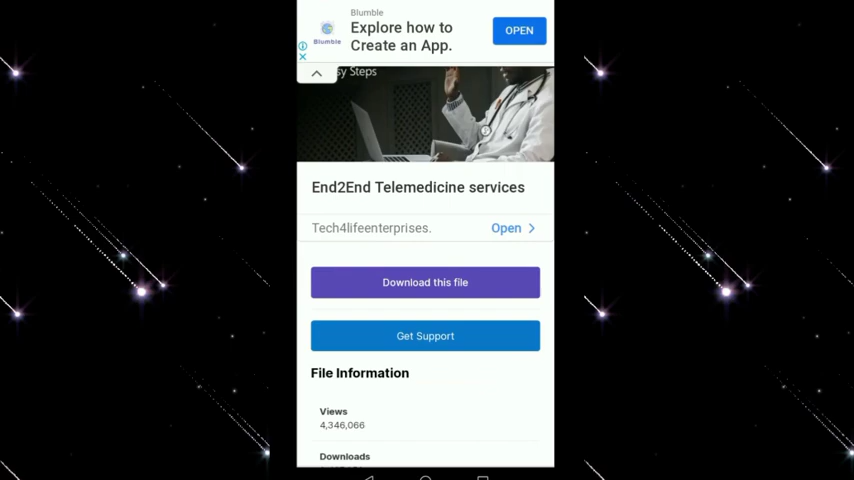 Blumble
Explore how to
Create an App.
OPEN
Blumble
sy Steps
End2End Telemedicine services
Tech4lifeenterprises.
Open
Download this file
Get Support
File Information
Views
4,346,066
Downloads